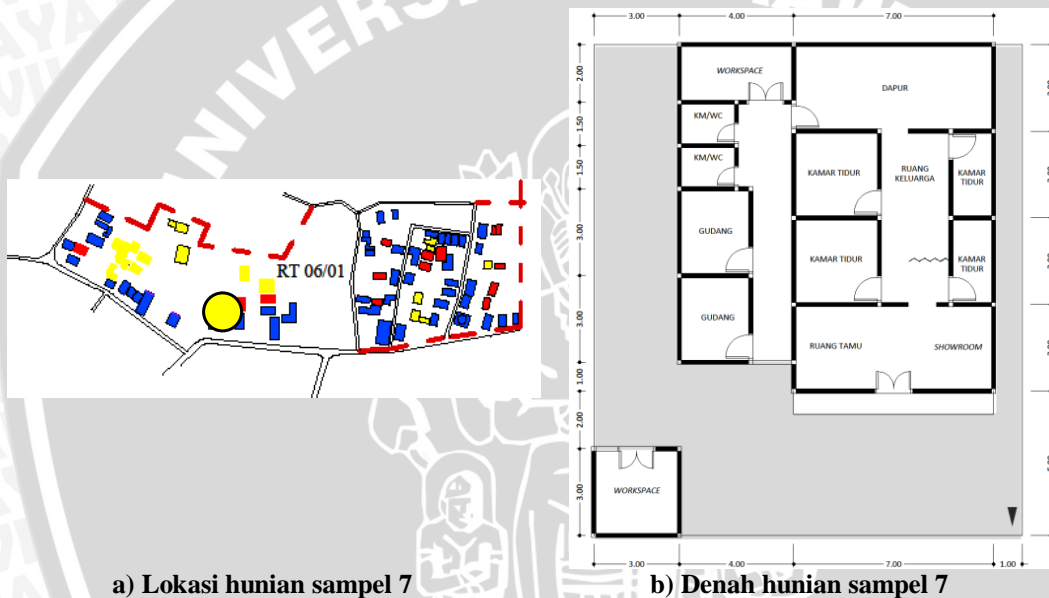 UNIVERS
RT 06/01
3.00 4.00 7.00
2.00
1.50
1.50
3.00
3.00
1.00
2.00
3.00
WORKSPACE
DAPUR
KM/WC
KM/WC
KAMAR TIDUR
RUANG
KELUARGA
KAMAR
TIDUR
GUDANG
KAMAR TIDUR
KAMAR
TIDUR
GUDANG
RUANG TAMU
SHOWROOM
WORKSPACE
3.00 4.00 7.00 1.00
a) Lokasi hunian sampel 7
b) Denah hunian sampel 7